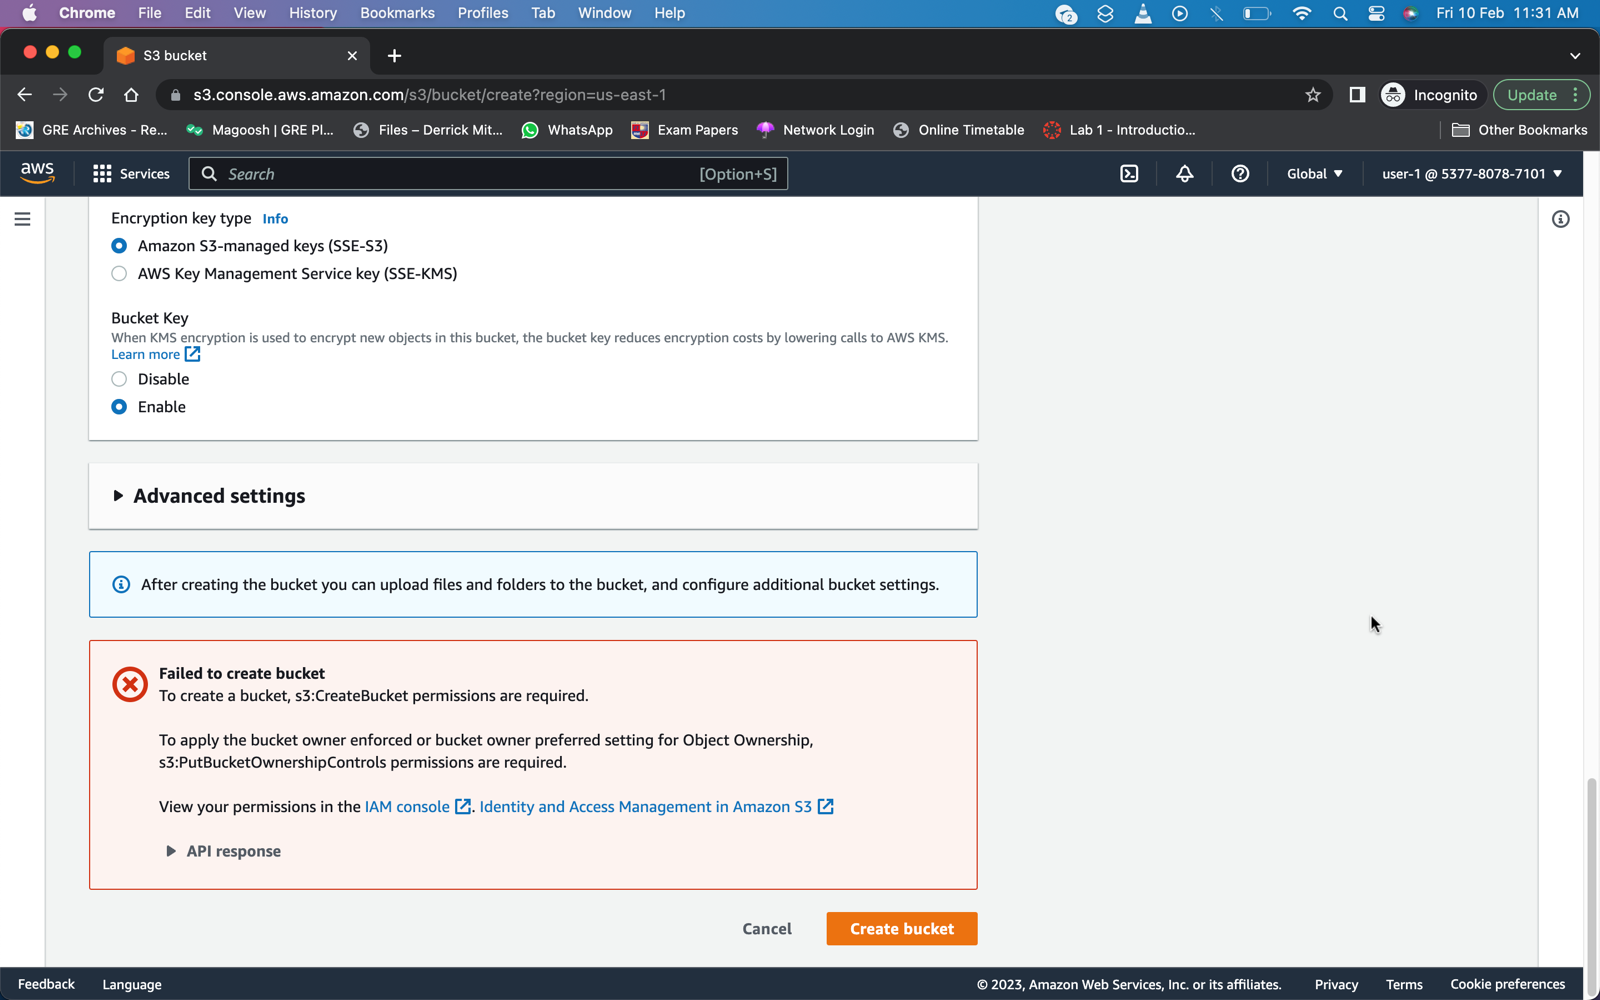 Chrome File Edit View History Bookmarks Profiles Tab Window Help 2 Fri 10 Feb 11:31 AM
S3 bucket
s3.console.aws.amazon.com/s3/bucket/create?region=us-east-1 Incognito Update
GRE Archives - Re... Magoosh | GRE Pl... Files – Derrick Mit... WhatsApp Exam Papers Network Login Online Timetable Lab 1 - Introductio... Other Bookmarks
aws Services Search [Option+S] Global user-1 @ 5377-8078-7101
Encryption key type Info
Amazon S3-managed keys (SSE-S3)
AWS Key Management Service key (SSE-KMS)
Bucket Key
When KMS encryption is used to encrypt new objects in this bucket, the bucket key reduces encryption costs by lowering calls to AWS KMS.
Learn more
Disable
Enable
Advanced settings
After creating the bucket you can upload files and folders to the bucket, and configure additional bucket settings.
Failed to create bucket
To create a bucket, s3:CreateBucket permissions are required.
To apply the bucket owner enforced or bucket owner preferred setting for Object Ownership,
s3:PutBucketOwnershipControls permissions are required.
View your permissions in the IAM console. Identity and Access Management in Amazon S3
API response
Cancel Create bucket
Feedback Language © 2023, Amazon Web Services, Inc. or its affiliates. Privacy Terms Cookie preferences